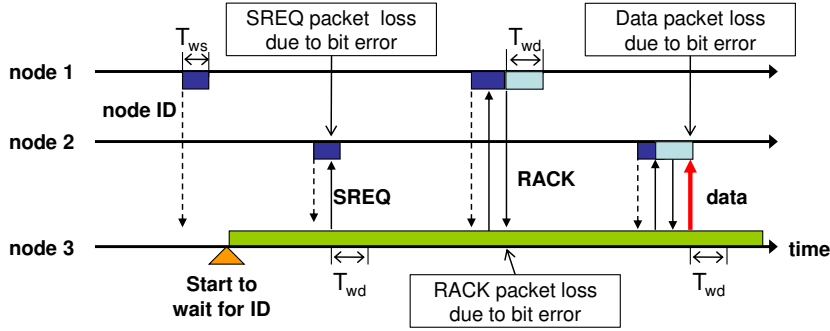 SREQ packet loss
due to bit error
Data packet loss
due to bit error
T_ws
T_wd
node 1
node ID
node 2
SREQ
RACK
data
node 3
time
Start to
wait for ID
T_wd
RACK packet loss
due to bit error
T_wd